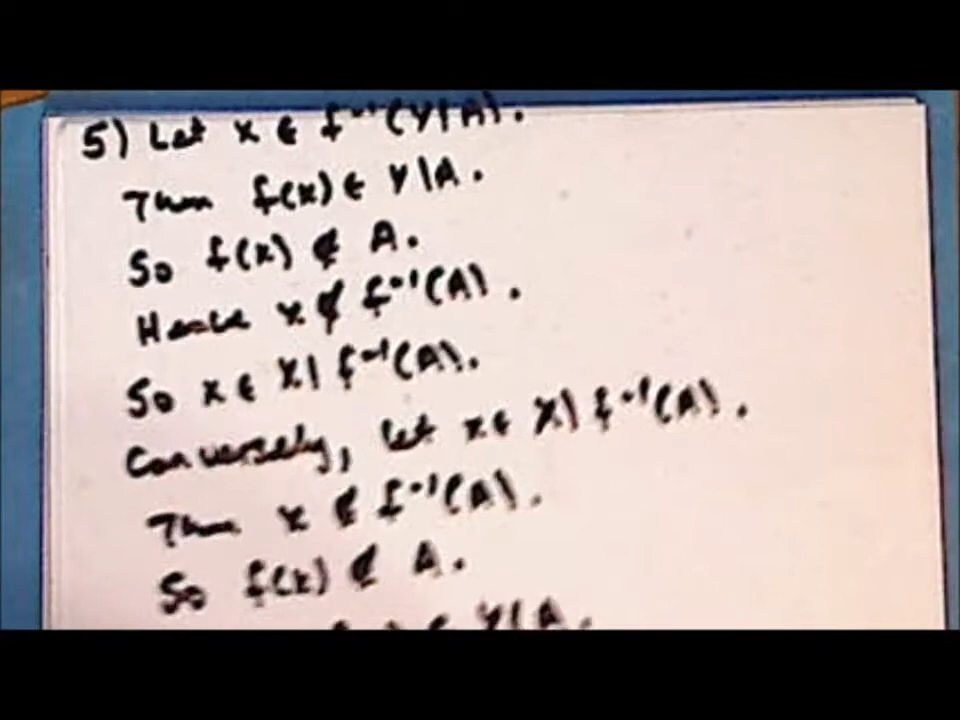 5) Let x ∈ f⁻¹(Y\A).
Then f(x) ∈ Y\A.
So f(x) ∉ A.
Hence x ∉ f⁻¹(A).
So x ∈ X\ f⁻¹(A).
Conversely, let x ∈ X\ f⁻¹(A).
Then x ∉ f⁻¹(A).
So f(x) ∉ A.
∈ Y\A.